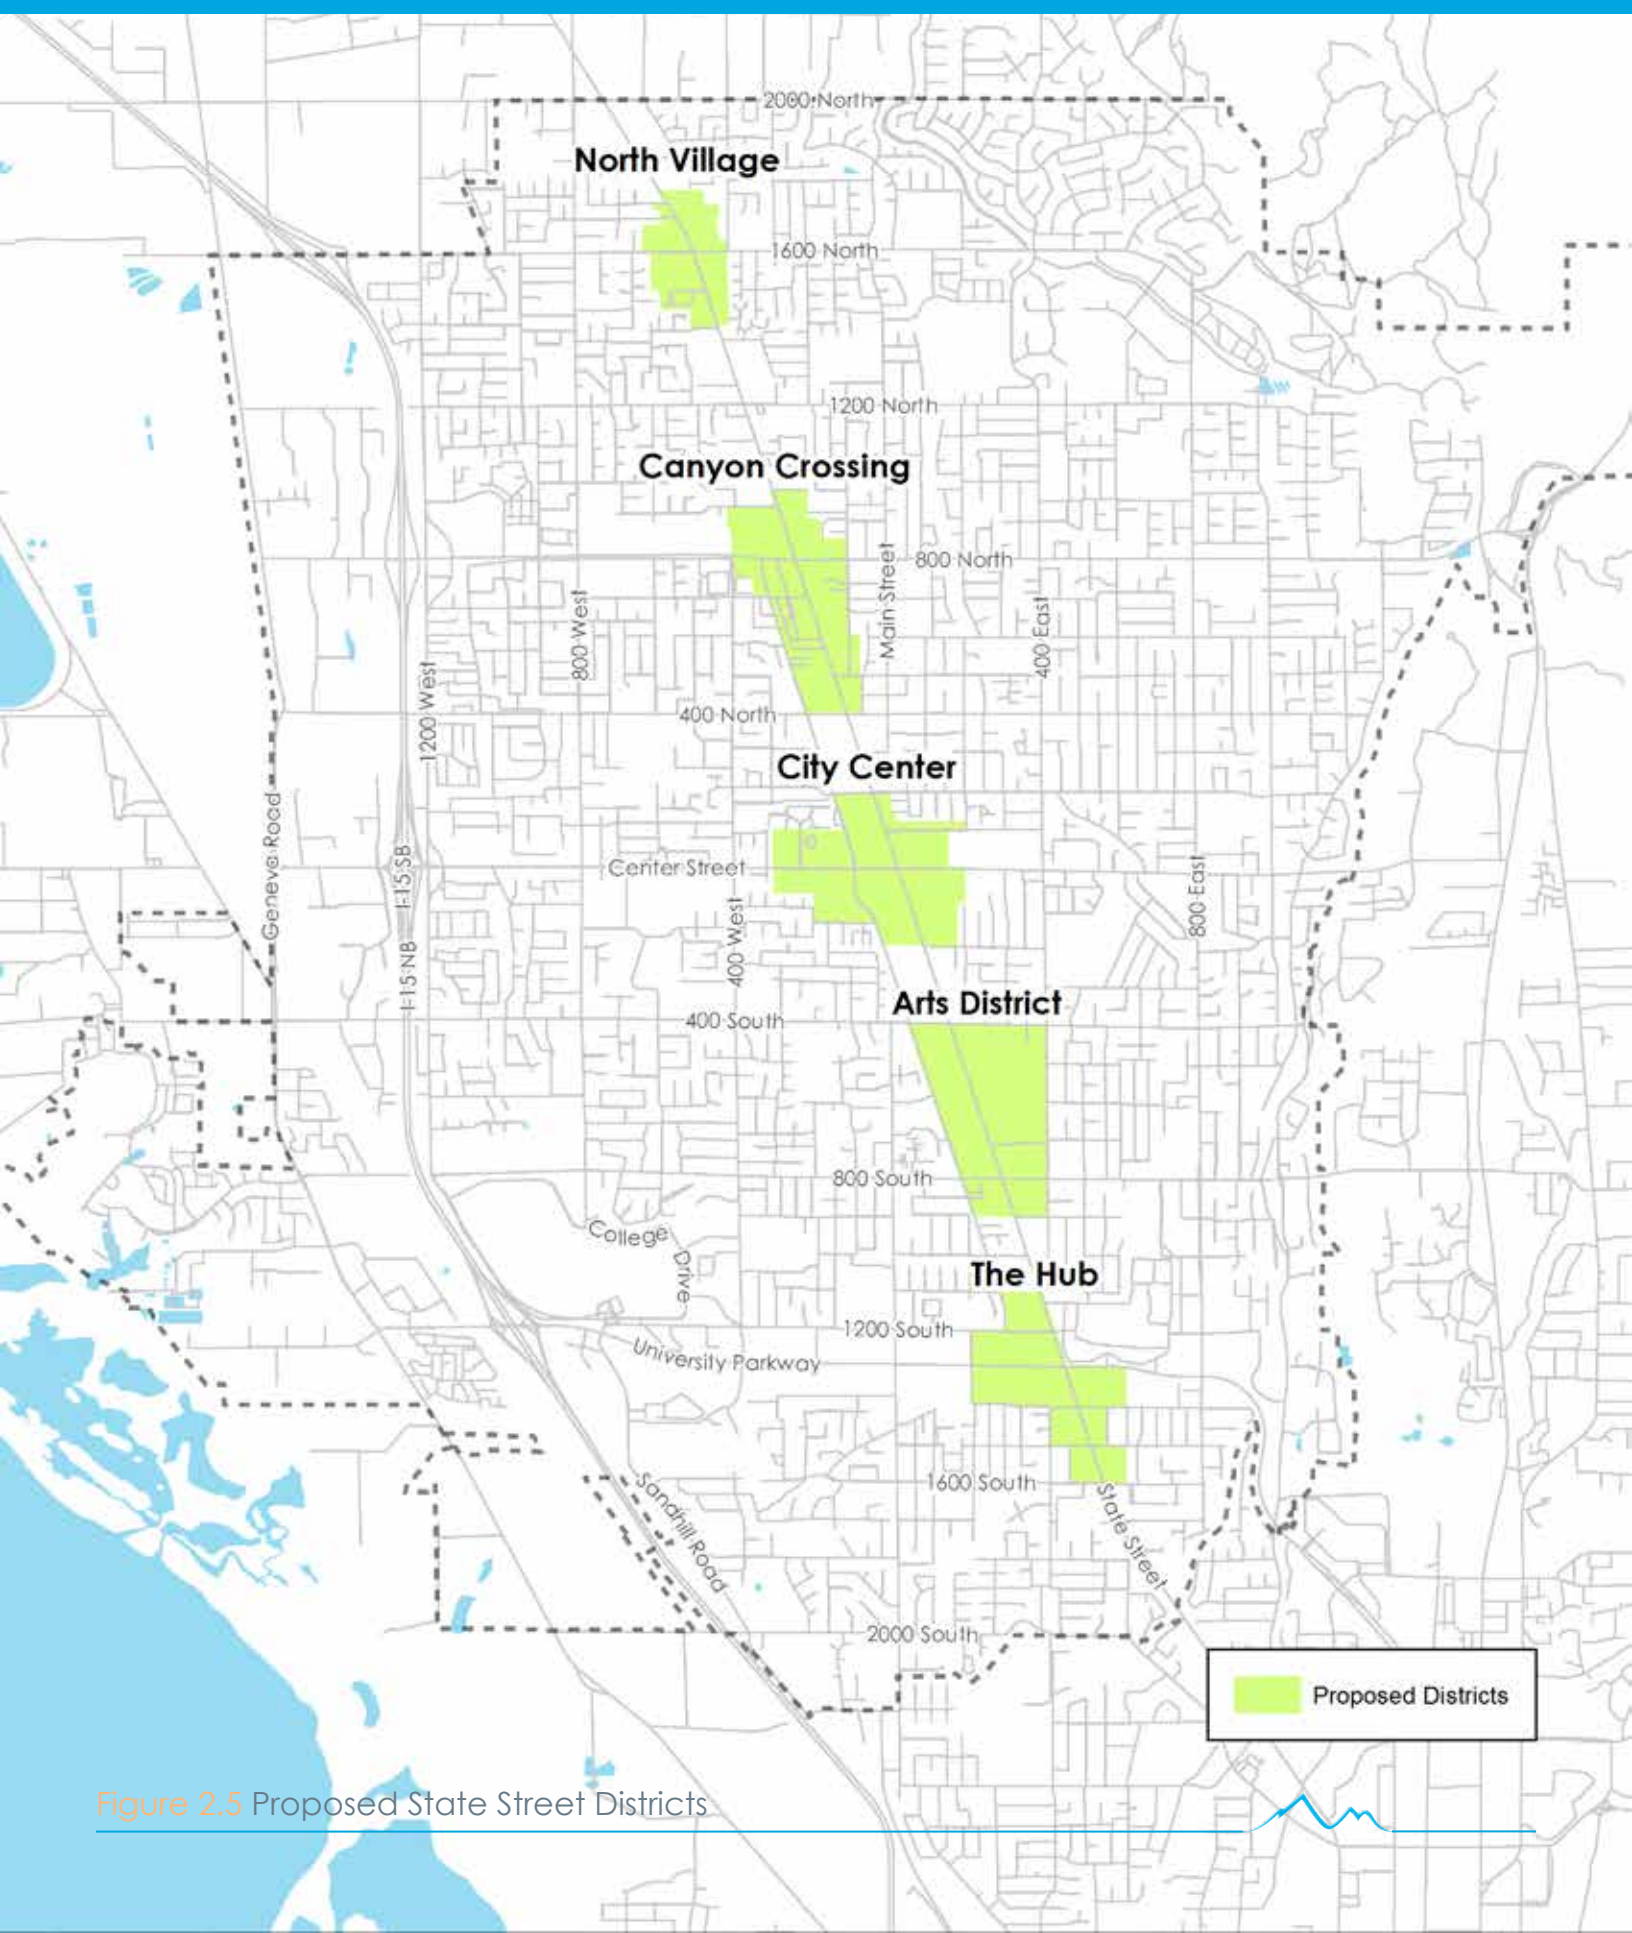 2000 North
North Village
1600 North
1200 North
Canyon Crossing
800 North
Main Street
800 West
400 East
1200 West
400 North
City Center
Geneva Road
I-15 SB
Center Street
800 East
400 West
I-15 NB
Arts District
400 South
800 South
College Drive
The Hub
1200 South
University Parkway
1600 South
Sandhill Road
State Street
2000 South
Proposed Districts
Figure 2.5 Proposed State Street Districts